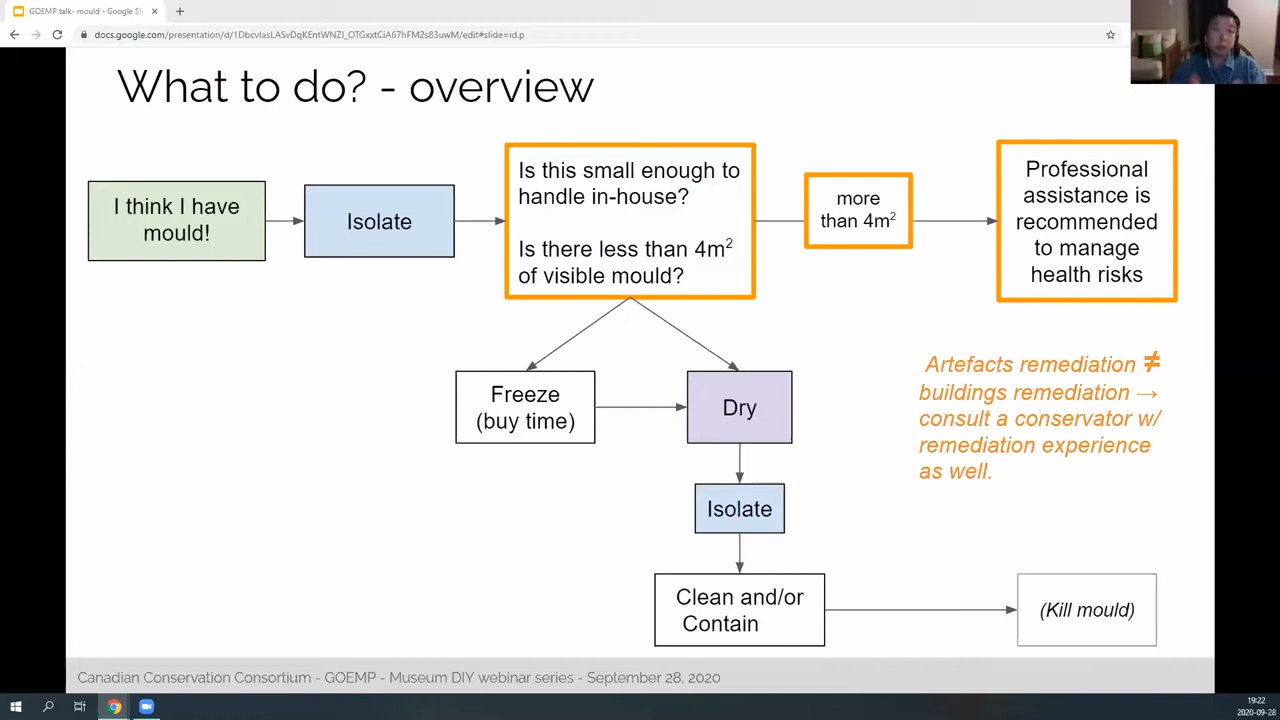 GOEMP talk- mould - Google Sli
docs.google.com/presentation/d/1DbcvIasLASvDqKEntWNZI_OTGxxtCiA67hFM2s83uwM/edit#slide=id.p
What to do? - overview
I think I have
mould!
Isolate
Is this small enough to
handle in-house?
Is there less than 4m²
of visible mould?
more
than 4m²
Professional
assistance is
recommended
to manage
health risks
Freeze
(buy time)
Dry
Artefacts remediation ≠
buildings remediation →
consult a conservator w/
remediation experience
as well.
Isolate
Clean and/or
Contain
(Kill mould)
Canadian Conservation Consortium - GOEMP - Museum DIY webinar series - September 28, 2020
19:22
2020-09-28